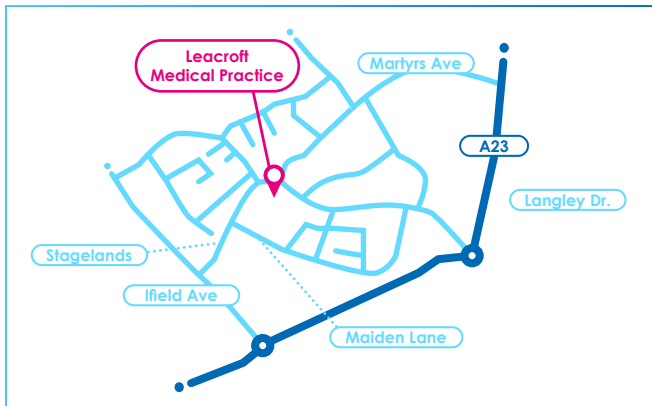 Leacroft
Medical Practice
Martyrs Ave
A23
Langley Dr.
Stagelands
Ifield Ave
Maiden Lane